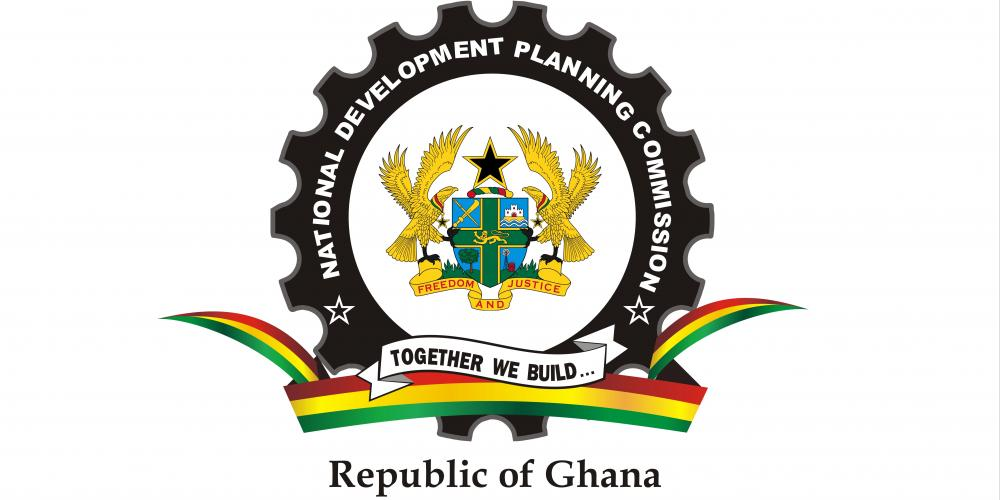 NATIONAL DEVELOPMENT PLANNING COMMISSION
FREEDOM AND JUSTICE
TOGETHER WE BUILD...
Republic of Ghana